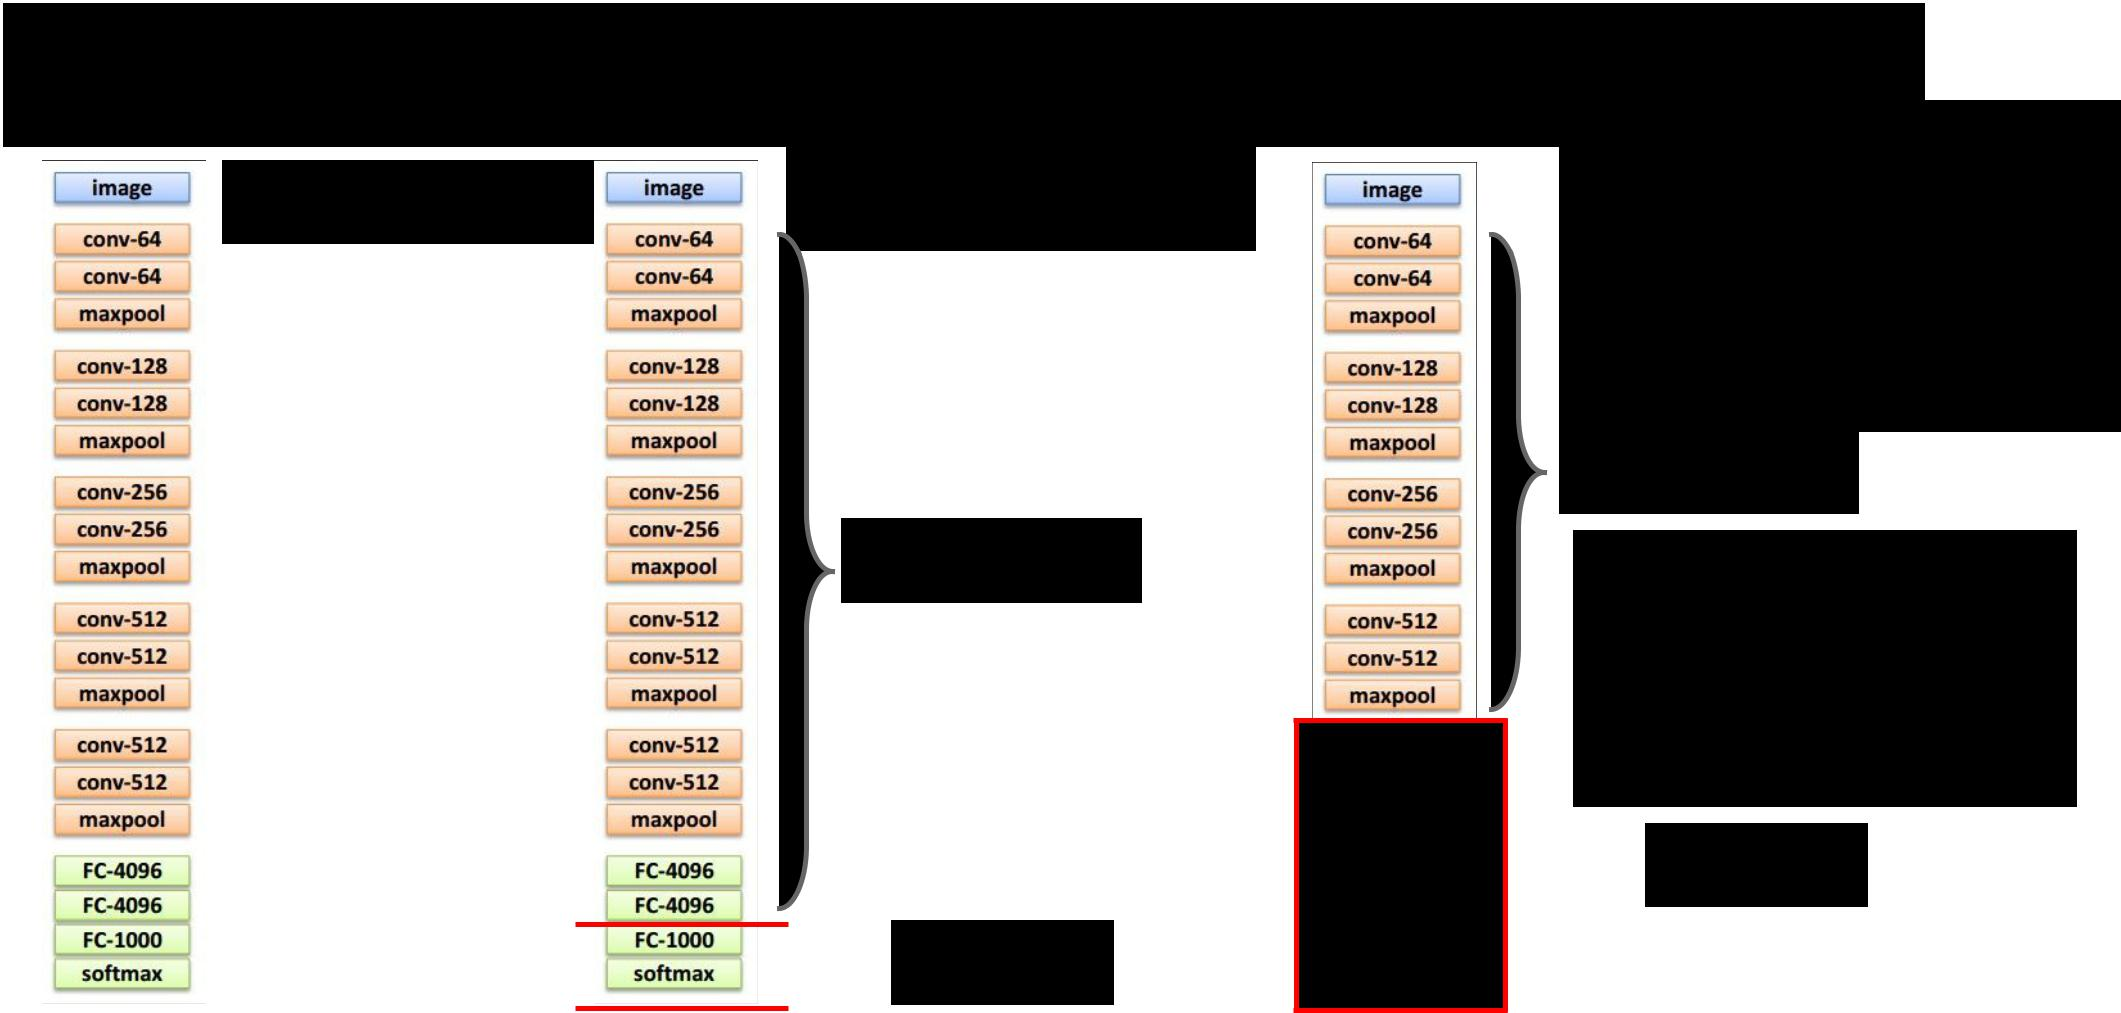 image
conv-64
conv-64
maxpool
conv-128
conv-128
maxpool
conv-256
conv-256
maxpool
conv-512
conv-512
maxpool
conv-512
conv-512
maxpool
FC-4096
FC-4096
FC-1000
softmax
image
conv-64
conv-64
maxpool
conv-128
conv-128
maxpool
conv-256
conv-256
maxpool
conv-512
conv-512
maxpool
conv-512
conv-512
maxpool
FC-4096
FC-4096
FC-1000
softmax
image
conv-64
conv-64
maxpool
conv-128
conv-128
maxpool
conv-256
conv-256
maxpool
conv-512
conv-512
maxpool